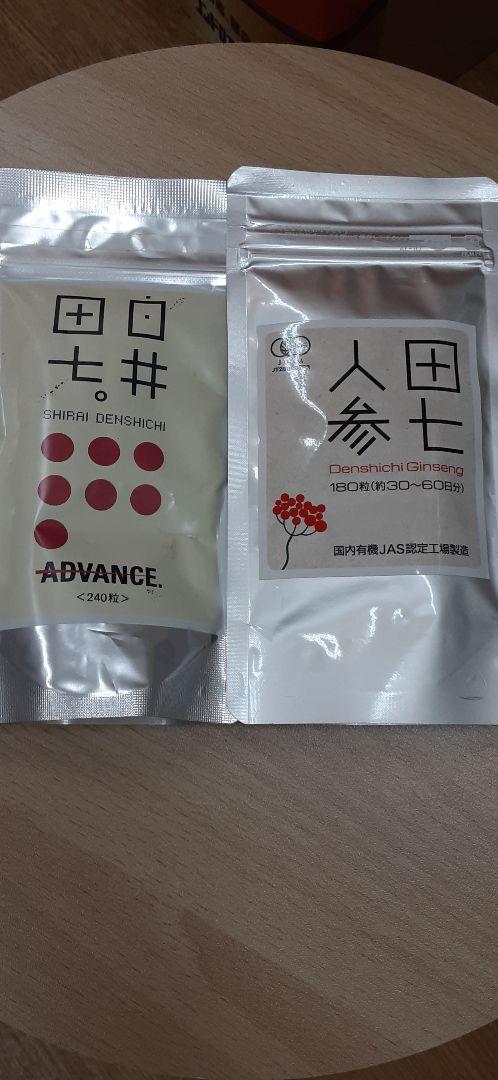 白井
田七。
SHIRAI DENSHICHI
ADVANCE.
<240粒>
田七
人参
Denshichi Ginseng
180粒(約30~60日分)
国内有機JAS認定工場製造